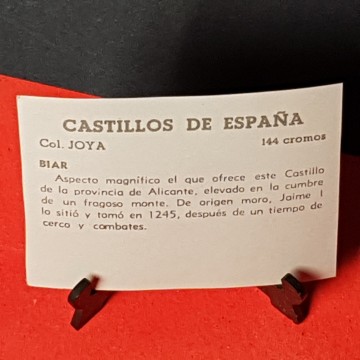 CASTILLOS DE ESPAÑA
Col. JOYA 144 cromos
BIAR
Aspecto magnítico el que ofrece este Castillo
de la provincia de Alicante, elevado en la cumbre
de un fragoso monte. De origen moro, Jaime I
la sitió y tomó en 1245, después de un tiempo de
cerco y combates.